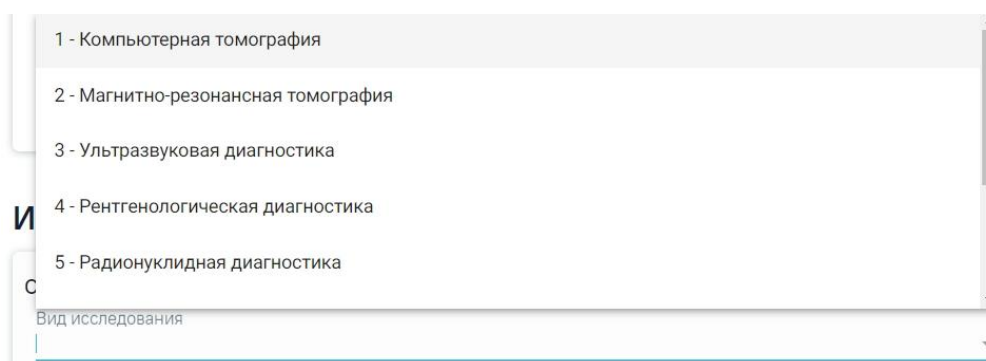 1 - Компьютерная томография
2 - Магнитно-резонансная томография
3 - Ультразвуковая диагностика
4 - Рентгенологическая диагностика
И
5 - Радионуклидная диагностика
О
Вид исследования